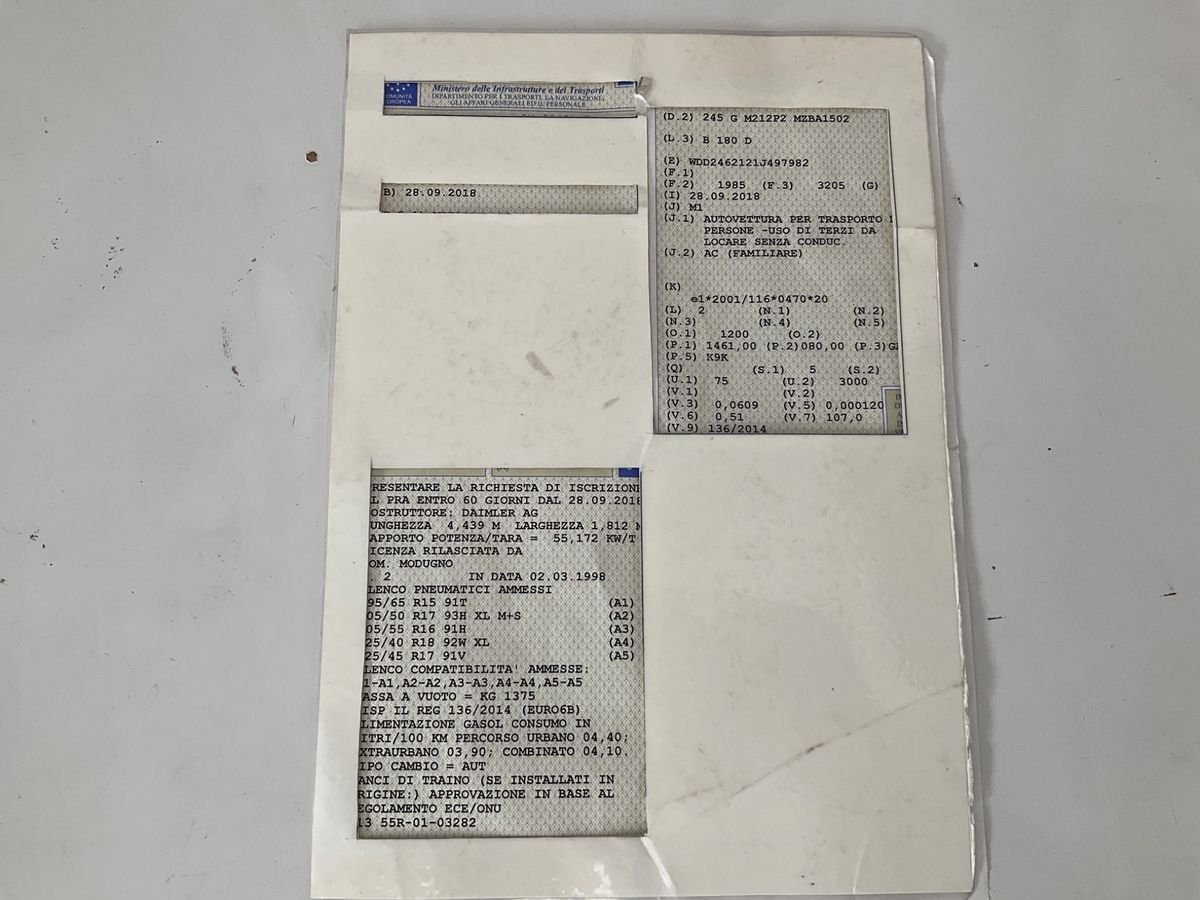 COMUNITÀ
EUROPEA
Ministero delle Infrastrutture e dei Trasporti
DIPARTIMENTO PER I TRASPORTI, LA NAVIGAZIONE,
GLI AFFARI GENERALI ED IL PERSONALE
B) 28.09.2018
(D.2) 245 G M212P2 MZBA1502
(L.3) B 180 D
(E) WDD2462121J497982
(F.1)
(F.2) 1985 (F.3) 3205 (G)
(I) 28.09.2018
(J) M1
(J.1) AUTOVETTURA PER TRASPORTO
PERSONE -USO DI TERZI DA
LOCARE SENZA CONDUC.
(J.2) AC (FAMILIARE)
(K)
e1*2001/116*0470*20
(L) 2 (N.1) (N.2)
(N.3) (N.4) (N.5)
(O.1) 1200 (O.2)
(P.1) 1461,00 (P.2)080,00 (P.3)G
(P.5) K9K
(Q) (S.1) 5 (S.2)
(U.1) 75 (U.2) 3000
(V.1) (V.2)
(V.3) 0,0609 (V.5) 0,000120
(V.6) 0,51 (V.7) 107,0
(V.9) 136/2014
RESENTARE LA RICHIESTA DI ISCRIZIONE
L PRA ENTRO 60 GIORNI DAL 28.09.2018
OSTRUTTORE: DAIMLER AG
UNGHEZZA 4,439 M LARGHEZZA 1,812 M
APPORTO POTENZA/TARA = 55,172 KW/T
ICENZA RILASCIATA DA
OM. MODUGNO
. 2 IN DATA 02.03.1998
LENCO PNEUMATICI AMMESSI
95/65 R15 91T (A1)
05/50 R17 93H XL M+S (A2)
05/55 R16 91H (A3)
25/40 R18 92W XL (A4)
25/45 R17 91V (A5)
LENCO COMPATIBILITA' AMMESSE:
1-A1,A2-A2,A3-A3,A4-A4,A5-A5
ASSA A VUOTO = KG 1375
ISP IL REG 136/2014 (EURO6B)
LIMENTAZIONE GASOL CONSUMO IN
ITRI/100 KM PERCORSO URBANO 04,40;
XTRAURBANO 03,90; COMBINATO 04,10.
IPO CAMBIO = AUT
ANCI DI TRAINO (SE INSTALLATI IN
RIGINE:) APPROVAZIONE IN BASE AL
EGOLAMENTO ECE/ONU
13 55R-01-03282